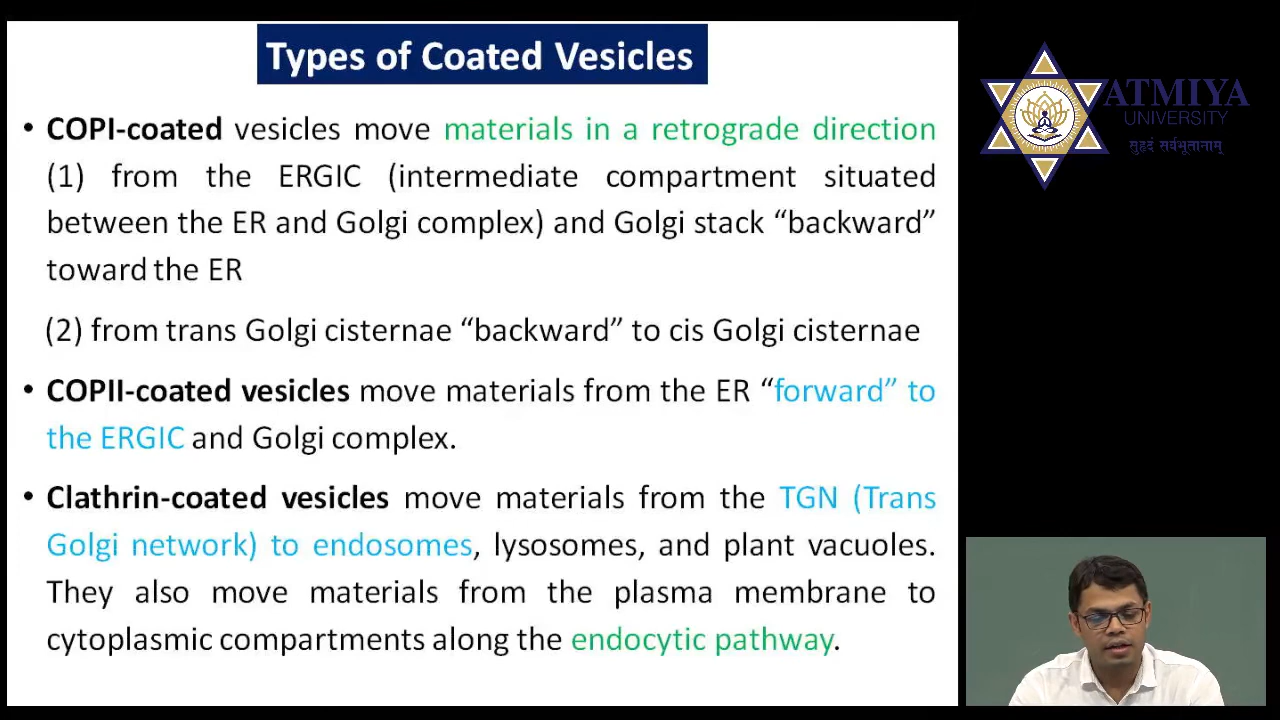 Types of Coated Vesicles
• COPI-coated vesicles move materials in a retrograde direction
(1) from the ERGIC (intermediate compartment situated
between the ER and Golgi complex) and Golgi stack “backward”
toward the ER
(2) from trans Golgi cisternae “backward” to cis Golgi cisternae
• COPII-coated vesicles move materials from the ER “forward” to
the ERGIC and Golgi complex.
• Clathrin-coated vesicles move materials from the TGN (Trans
Golgi network) to endosomes, lysosomes, and plant vacuoles.
They also move materials from the plasma membrane to
cytoplasmic compartments along the endocytic pathway.
ATMIYA
UNIVERSITY
सुहृदं सर्वभूतानाम्